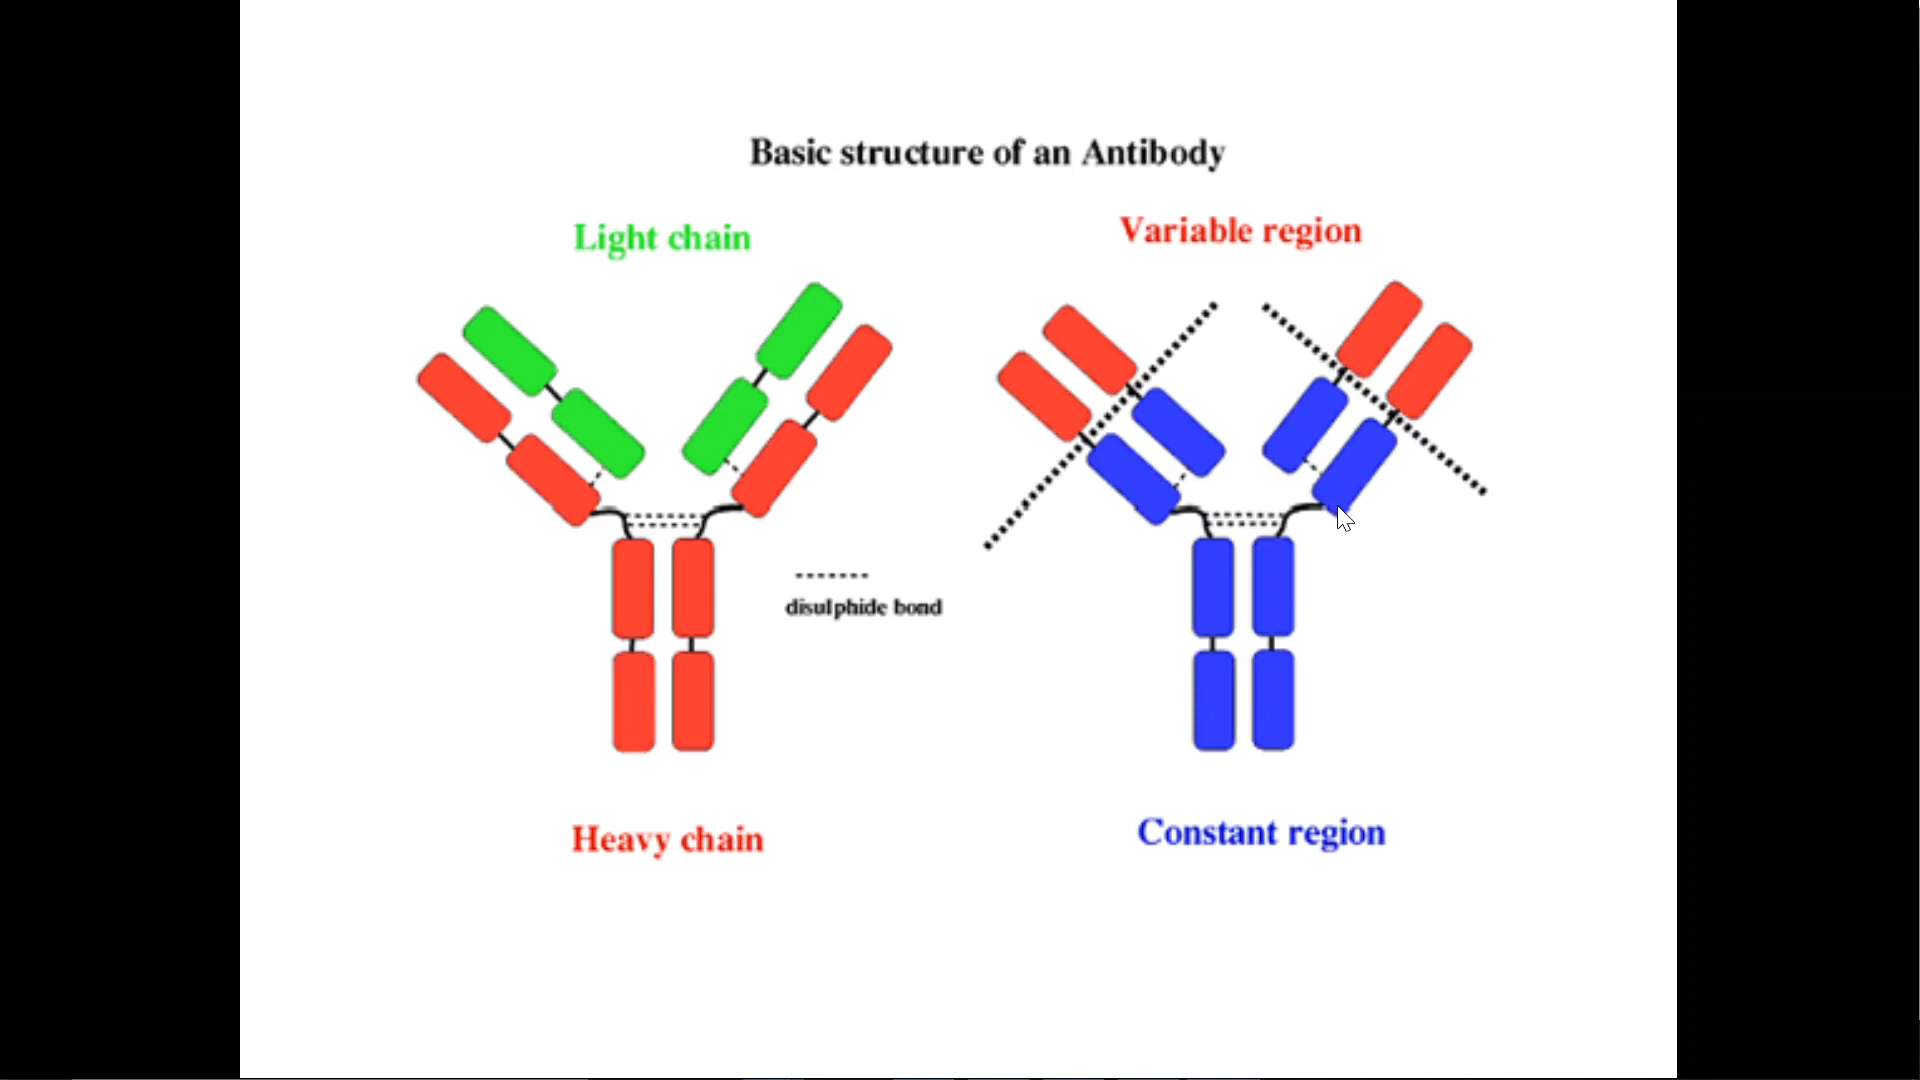 Basic structure of an Antibody
Light chain
Variable region
disulphide bond
Heavy chain
Constant region